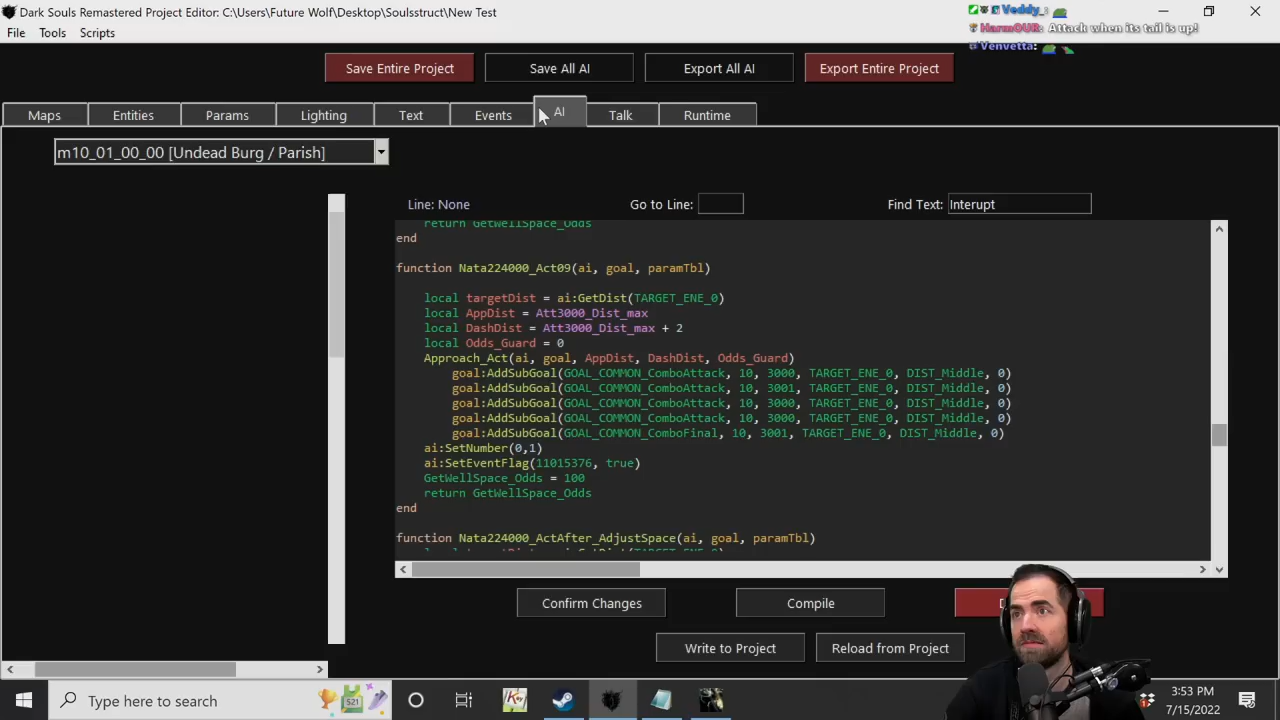 Dark Souls Remastered Project Editor: C:\Users\Future Wolf\Desktop\Soulsstruct\New Test
Veddy_:
HarmOUR: Attack when its tail is up!
Venvetta:
File Tools Scripts
Save Entire Project Save All AI Export All AI Export Entire Project
Maps Entities Params Lighting Text Events AI Talk Runtime
m10_01_00_00 [Undead Burg / Parish]
Line: None Go to Line: Find Text: Interupt
return GetWellSpace_Odds
end
function Nata224000_Act09(ai, goal, paramTbl)
local targetDist = ai:GetDist(TARGET_ENE_0)
local AppDist = Att3000_Dist_max
local DashDist = Att3000_Dist_max + 2
local Odds_Guard = 0
Approach_Act(ai, goal, AppDist, DashDist, Odds_Guard)
goal:AddSubGoal(GOAL_COMMON_ComboAttack, 10, 3000, TARGET_ENE_0, DIST_Middle, 0)
goal:AddSubGoal(GOAL_COMMON_ComboAttack, 10, 3001, TARGET_ENE_0, DIST_Middle, 0)
goal:AddSubGoal(GOAL_COMMON_ComboAttack, 10, 3000, TARGET_ENE_0, DIST_Middle, 0)
goal:AddSubGoal(GOAL_COMMON_ComboAttack, 10, 3000, TARGET_ENE_0, DIST_Middle, 0)
goal:AddSubGoal(GOAL_COMMON_ComboFinal, 10, 3001, TARGET_ENE_0, DIST_Middle, 0)
ai:SetNumber(0,1)
ai:SetEventFlag(11015376, true)
GetWellSpace_Odds = 100
return GetWellSpace_Odds
end
function Nata224000_ActAfter_AdjustSpace(ai, goal, paramTbl)
Confirm Changes Compile
Write to Project Reload from Project
Type here to search
3:53 PM
7/15/2022